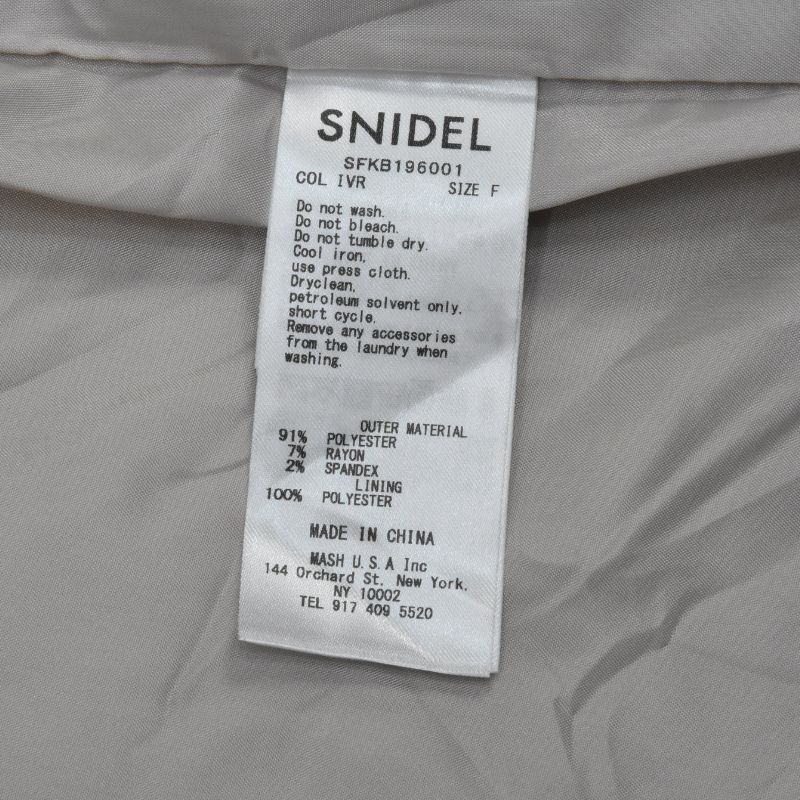 SNIDEL
SFKB196001
COL IVR SIZE F
Do not wash.
Do not bleach.
Do not tumble dry.
Cool iron,
use press cloth.
Dryclean,
petroleum solvent only.
short cycle.
Remove any accessories
from the laundry when
washing.
OUTER MATERIAL
91% POLYESTER
7% RAYON
2% SPANDEX
LINING
100% POLYESTER
MADE IN CHINA
MASH U.S.A Inc
144 Orchard St. New York,
NY 10002
TEL 917 409 5520